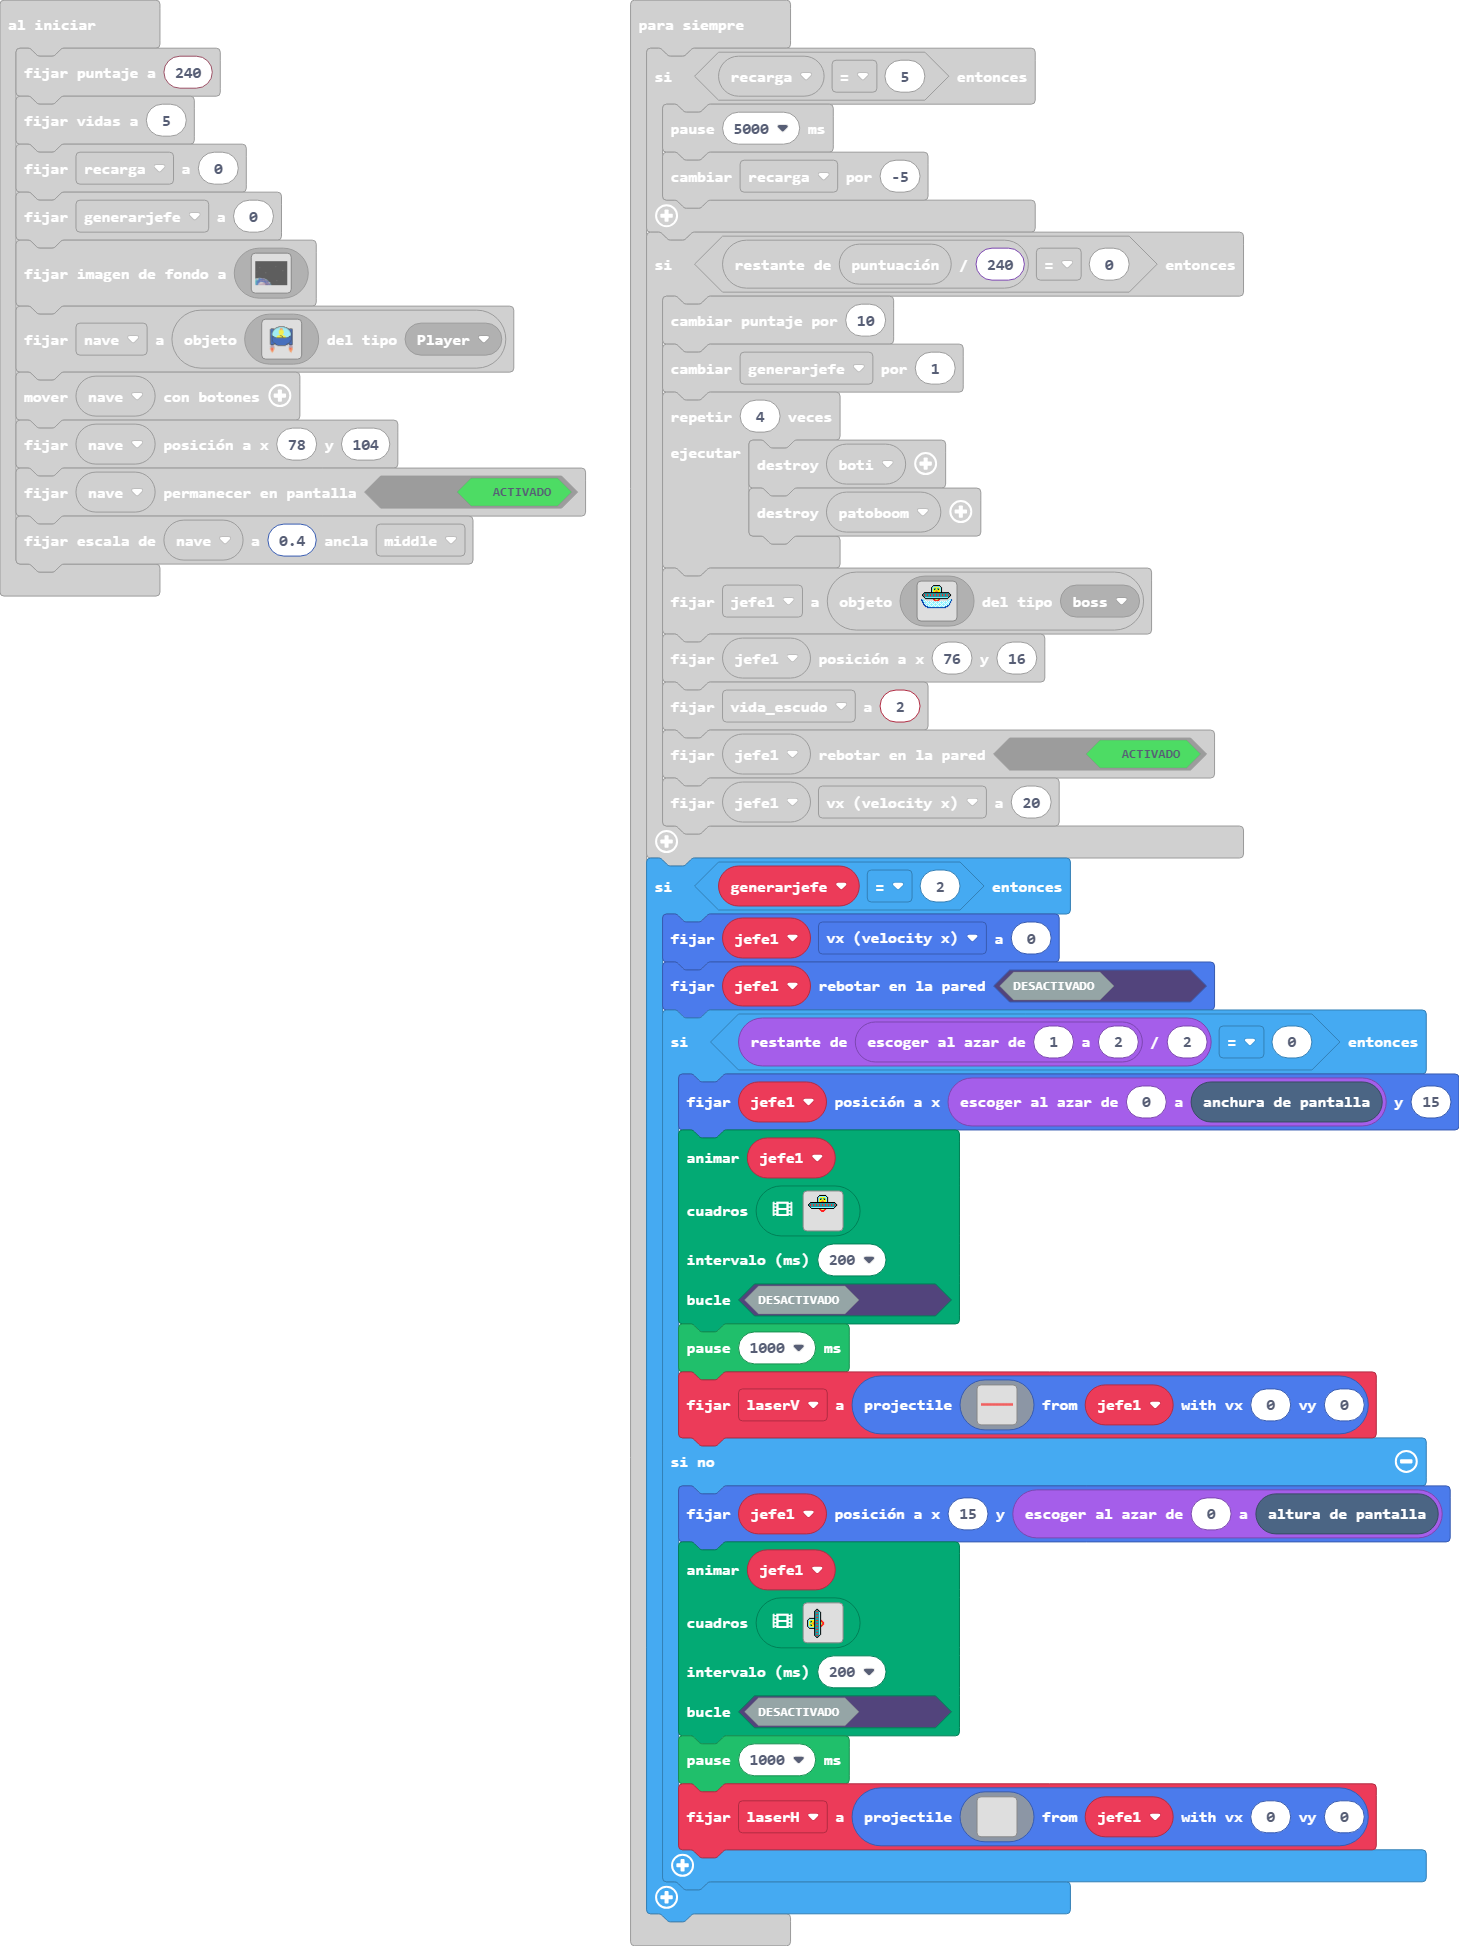 al iniciar
fijar puntaje a 240
fijar vidas a 5
fijar recarga a 0
fijar generarjefe a 0
fijar imagen de fondo a
fijar nave a objeto del tipo Player
mover nave con botones
fijar nave posición a x 78 y 104
fijar nave permanecer en pantalla ACTIVADO
fijar escala de nave a 0.4 ancla middle
para siempre
si recarga = 5 entonces
pause 5000 ms
cambiar recarga por -5
si restante de puntuación / 240 = 0 entonces
cambiar puntaje por 10
cambiar generarjefe por 1
repetir 4 veces
ejecutar
destroy boti
destroy patoboom
fijar jefe1 a objeto del tipo boss
fijar jefe1 posición a x 76 y 16
fijar vida_escudo a 2
fijar jefe1 rebotar en la pared ACTIVADO
fijar jefe1 vx (velocity x) a 20
si generarjefe = 2 entonces
fijar jefe1 vx (velocity x) a 0
fijar jefe1 rebotar en la pared DESACTIVADO
si restante de escoger al azar de 1 a 2 / 2 = 0 entonces
fijar jefe1 posición a x escoger al azar de 0 a anchura de pantalla y 15
animar jefe1
cuadros
intervalo (ms) 200
bucle DESACTIVADO
pause 1000 ms
fijar laserV a projectile from jefe1 with vx 0 vy 0
si no
fijar jefe1 posición a x 15 y escoger al azar de 0 a altura de pantalla
animar jefe1
cuadros
intervalo (ms) 200
bucle DESACTIVADO
pause 1000 ms
fijar laserH a projectile from jefe1 with vx 0 vy 0